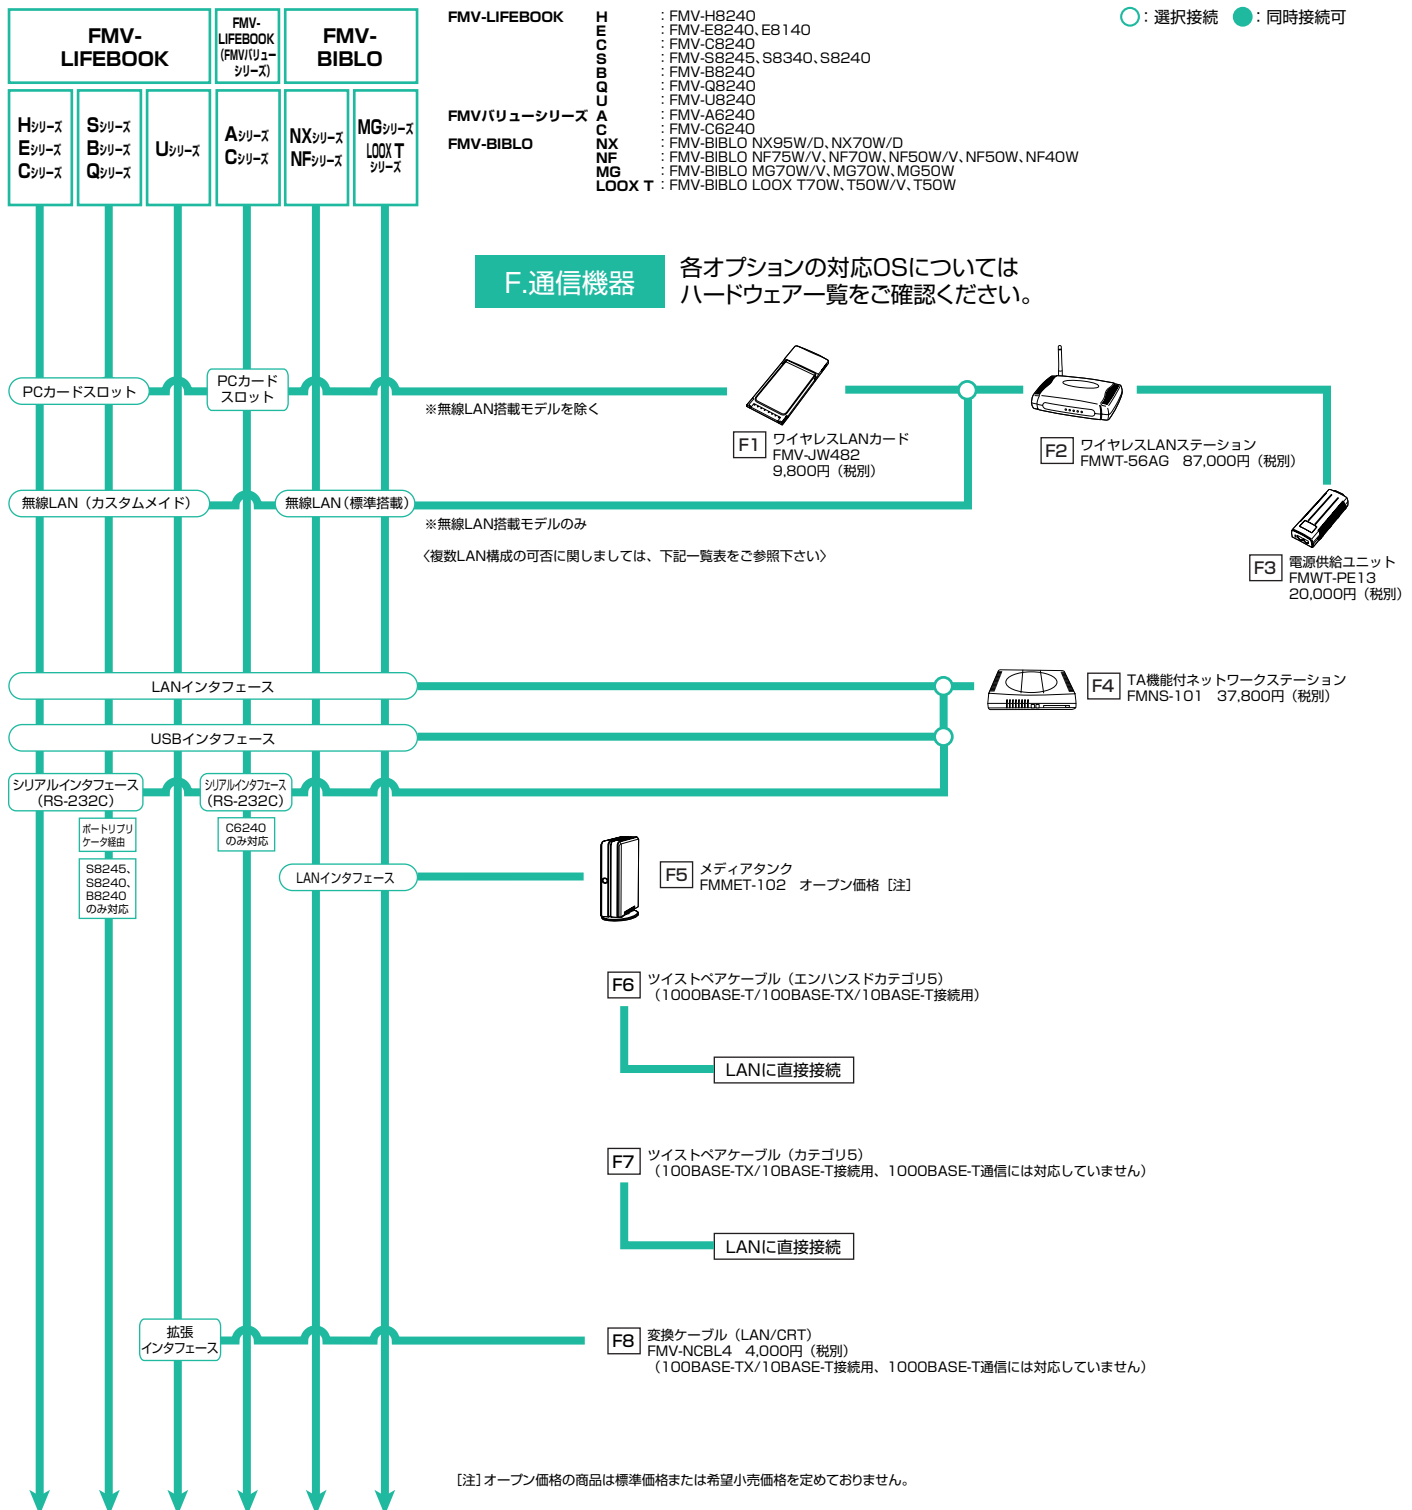 FMV-
LIFEBOOK
FMV-
LIFEBOOK
(FMVバリュー
シリーズ)
FMV-
BIBLO
Hシリーズ
Eシリーズ
Cシリーズ
Sシリーズ
Bシリーズ
Qシリーズ
Uシリーズ
Aシリーズ
Cシリーズ
NXシリーズ
NFシリーズ
MGシリーズ
LOOX T
シリーズ
FMV-LIFEBOOK H : FMV-H8240
E : FMV-E8240、E8140
C : FMV-C8240
S : FMV-S8245、S8340、S8240
B : FMV-B8240
Q : FMV-Q8240
U : FMV-U8240
FMVバリューシリーズ A : FMV-A6240
C : FMV-C6240
FMV-BIBLO NX : FMV-BIBLO NX95W/D、NX70W/D
NF : FMV-BIBLO NF75W/V、NF70W、NF50W/V、NF50W、NF40W
MG : FMV-BIBLO MG70W/V、MG70W、MG50W
LOOX T : FMV-BIBLO LOOX T70W、T50W/V、T50W
○：選択接続 ●：同時接続可
F.通信機器
各オプションの対応OSについては
ハードウェア一覧をご確認ください。
PCカードスロット
PCカード
スロット
※無線LAN搭載モデルを除く
F1 ワイヤレスLANカード
FMV-JW482
9,800円（税別）
F2 ワイヤレスLANステーション
FMWT-56AG 87,000円（税別）
F3 電源供給ユニット
FMWT-PE13
20,000円（税別）
無線LAN（カスタムメイド）
無線LAN（標準搭載）
※無線LAN搭載モデルのみ
〈複数LAN構成の可否に関しましては、下記一覧表をご参照下さい〉
LANインタフェース
F4 TA機能付ネットワークステーション
FMNS-101 37,800円（税別）
USBインタフェース
シリアルインタフェース
（RS-232C）
シリアルインタフェース
（RS-232C）
ポートリプリ
ケータ経由
S8245、
S8240、
B8240
のみ対応
C6240
のみ対応
LANインタフェース
F5 メディアタンク
FMMET-102 オープン価格［注］
F6 ツイストペアケーブル（エンハンスドカテゴリ5）
（1000BASE-T/100BASE-TX/10BASE-T接続用）
LANに直接接続
F7 ツイストペアケーブル（カテゴリ5）
（100BASE-TX/10BASE-T接続用、1000BASE-T通信には対応していません）
LANに直接接続
拡張
インタフェース
F8 変換ケーブル（LAN/CRT）
FMV-NCBL4 4,000円（税別）
（100BASE-TX/10BASE-T接続用、1000BASE-T通信には対応していません）
［注］オープン価格の商品は標準価格または希望小売価格を定めておりません。